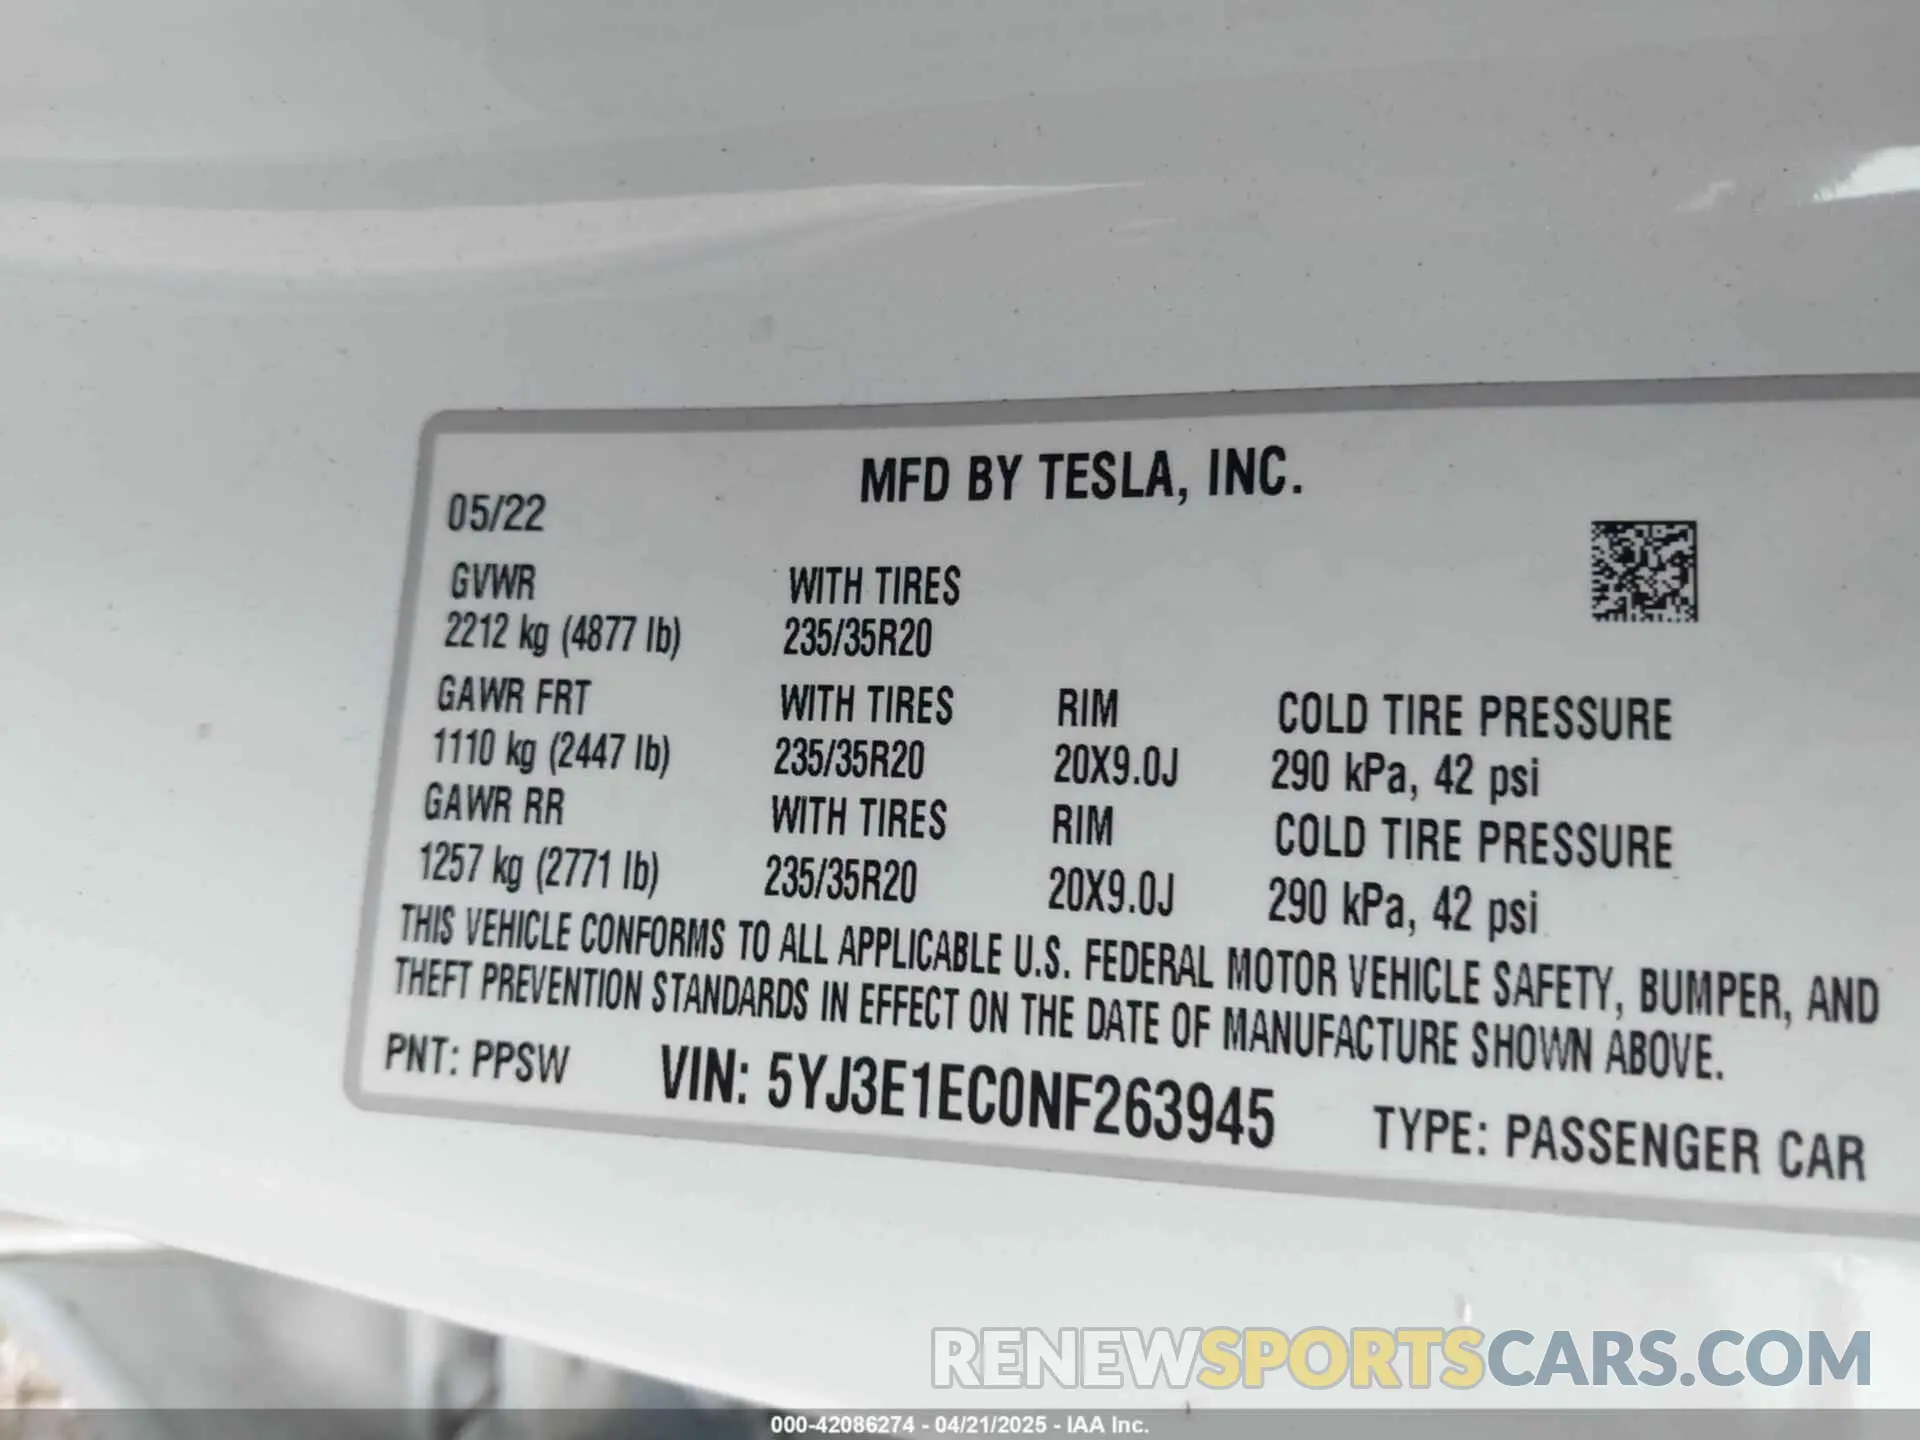 MFD BY TESLA, INC.
05/22
GVWR WITH TIRES
2212 kg (4877 lb) 235/35R20
GAWR FRT WITH TIRES RIM COLD TIRE PRESSURE
1110 kg (2447 lb) 235/35R20 20X9.0J 290 kPa, 42 psi
GAWR RR WITH TIRES RIM COLD TIRE PRESSURE
1257 kg (2771 lb) 235/35R20 20X9.0J 290 kPa, 42 psi
THIS VEHICLE CONFORMS TO ALL APPLICABLE U.S. FEDERAL MOTOR VEHICLE SAFETY, BUMPER, AND
THEFT PREVENTION STANDARDS IN EFFECT ON THE DATE OF MANUFACTURE SHOWN ABOVE.
PNT: PPSW VIN: 5YJ3E1EC0NF263945 TYPE: PASSENGER CAR
RENEWSPORTSCARS.COM
000-42086274 - 04/21/2025 - IAA Inc.